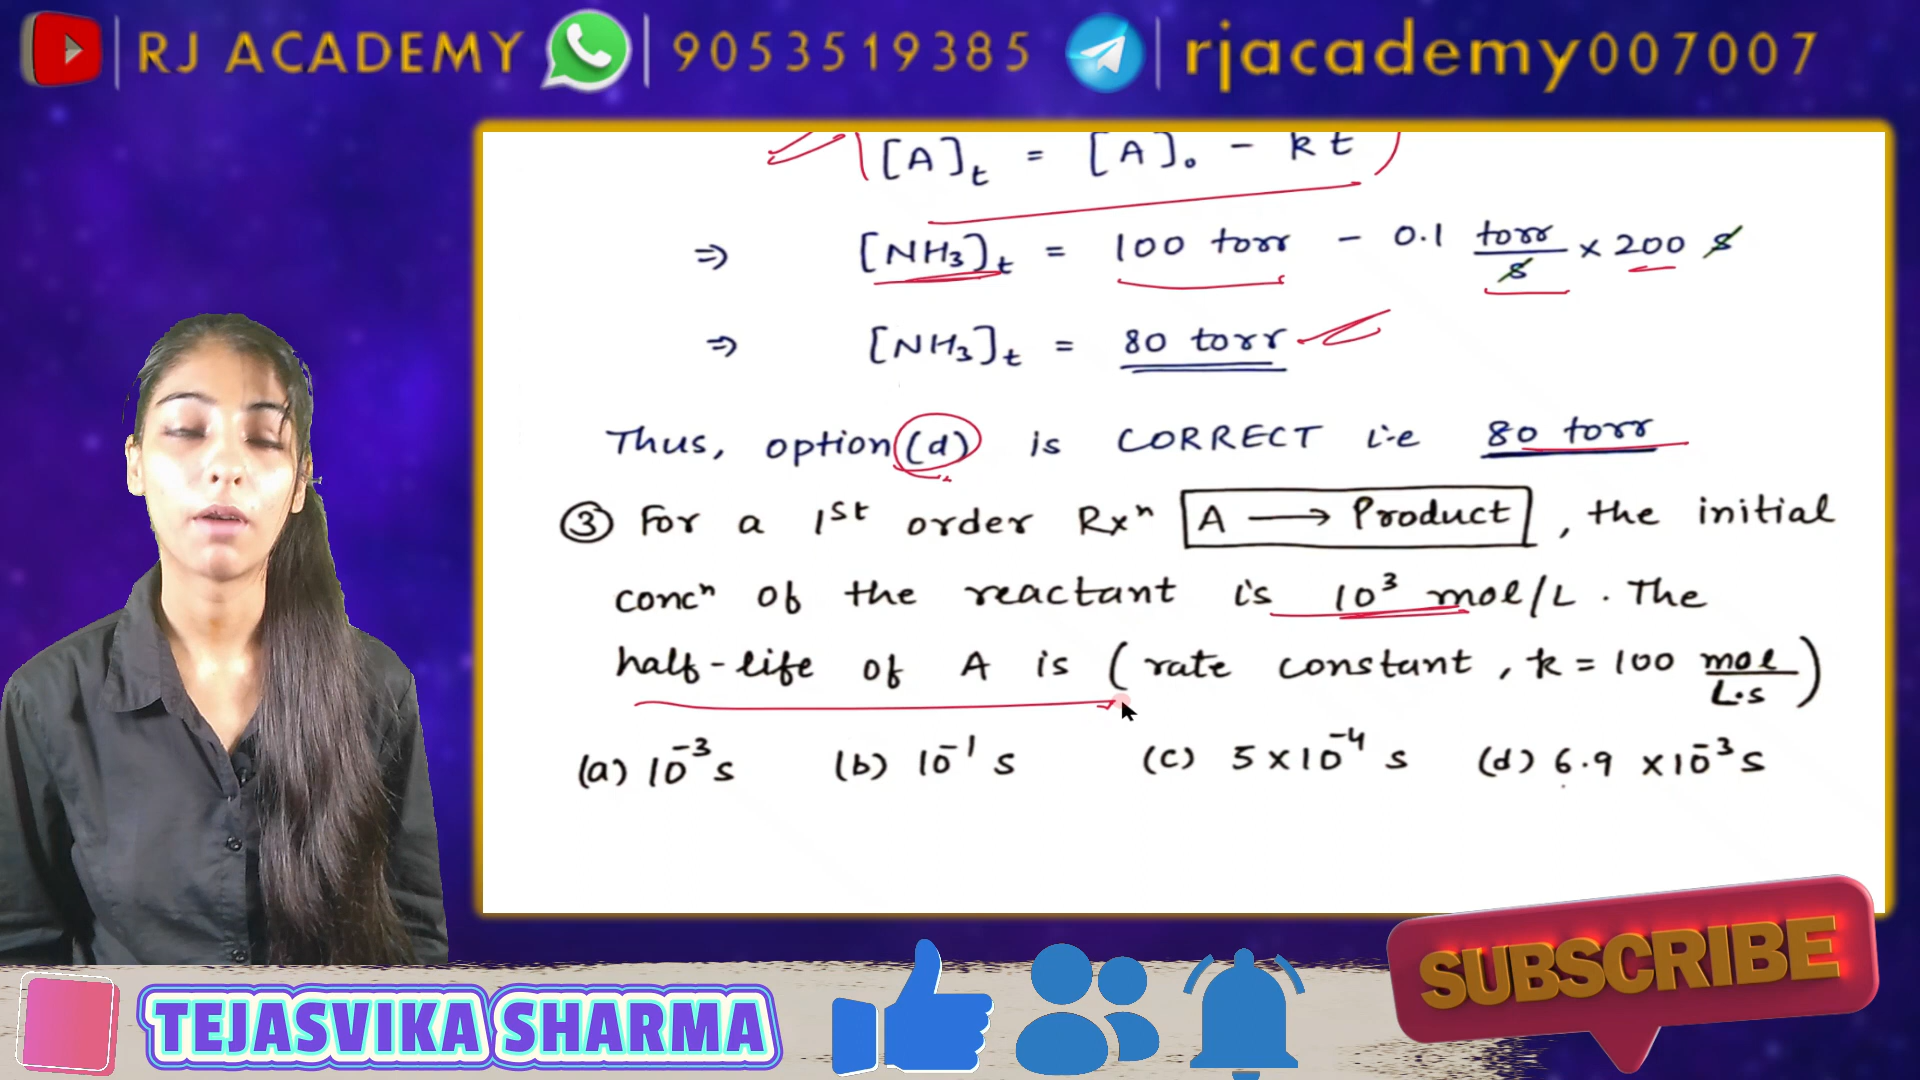 RJ ACADEMY 9053519385 rjacademy007007
[A]t = [A]₀ - kt
⇒ [NH₃]t = 100 torr - 0.1 torr/s × 200 s
⇒ [NH₃]t = 80 torr
Thus, option (d) is CORRECT i.e 80 torr
③ For a 1st order Rxⁿ A ⟶ Product, the initial
concⁿ of the reactant is 10³ mol/L. The
half-life of A is (rate constant, k = 100 mol/L.s)
(a) 10⁻³ s (b) 10⁻¹ s (c) 5 × 10⁻⁴ s (d) 6.9 × 10⁻³ s
SUBSCRIBE
TEJASVIKA SHARMA